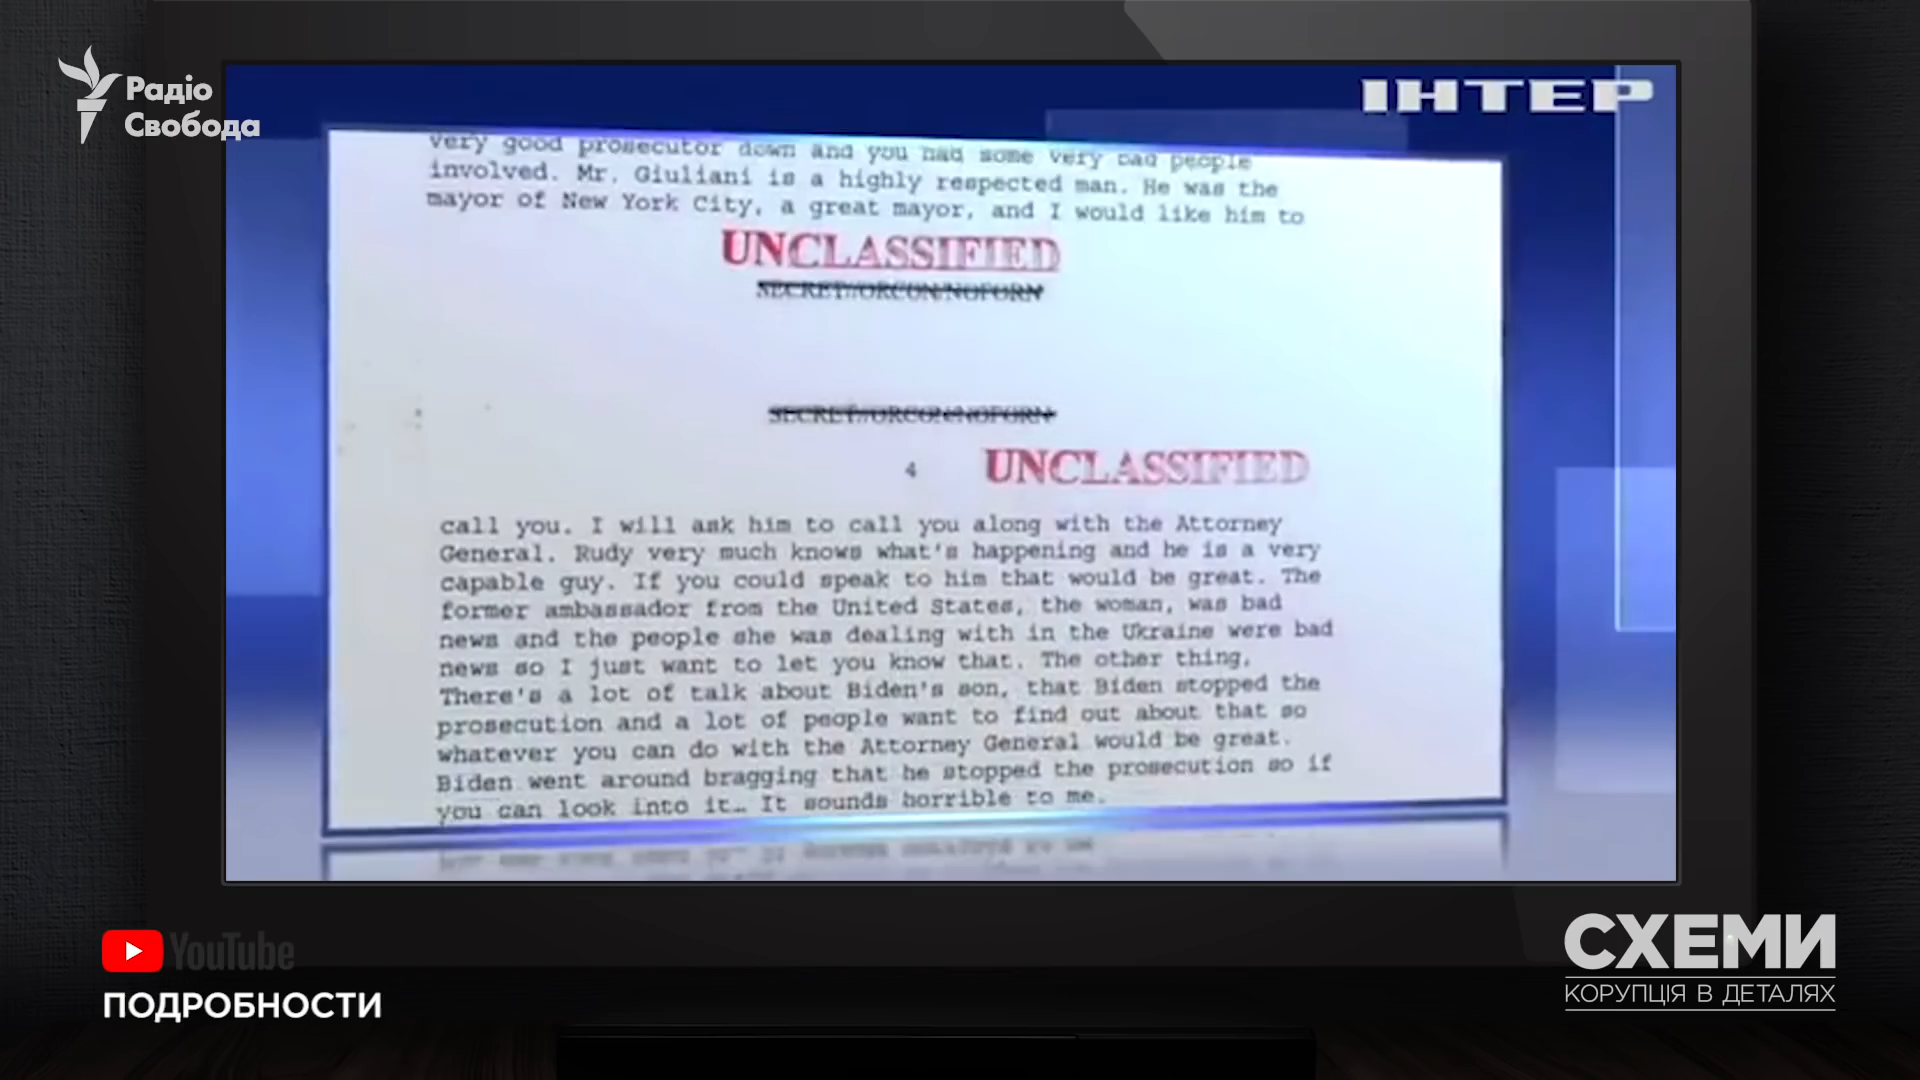 Радіо
Свобода
ІНТЕР
very good prosecutor down and you had some very bad people
involved. Mr. Giuliani is a highly respected man. He was the
mayor of New York City, a great mayor, and I would like him to
UNCLASSIFIED
SECRET//ORCON/NOFORN
SECRET//ORCON/NOFORN
4
UNCLASSIFIED
call you. I will ask him to call you along with the Attorney
General. Rudy very much knows what's happening and he is a very
capable guy. If you could speak to him that would be great. The
former ambassador from the United States, the woman, was bad
news and the people she was dealing with in the Ukraine were bad
news so I just want to let you know that. The other thing,
There's a lot of talk about Biden's son, that Biden stopped the
prosecution and a lot of people want to find out about that so
whatever you can do with the Attorney General would be great.
Biden went around bragging that he stopped the prosecution so if
you can look into it… It sounds horrible to me.
YouTube
ПОДРОБНОСТИ
СХЕМИ
КОРУПЦІЯ В ДЕТАЛЯХ